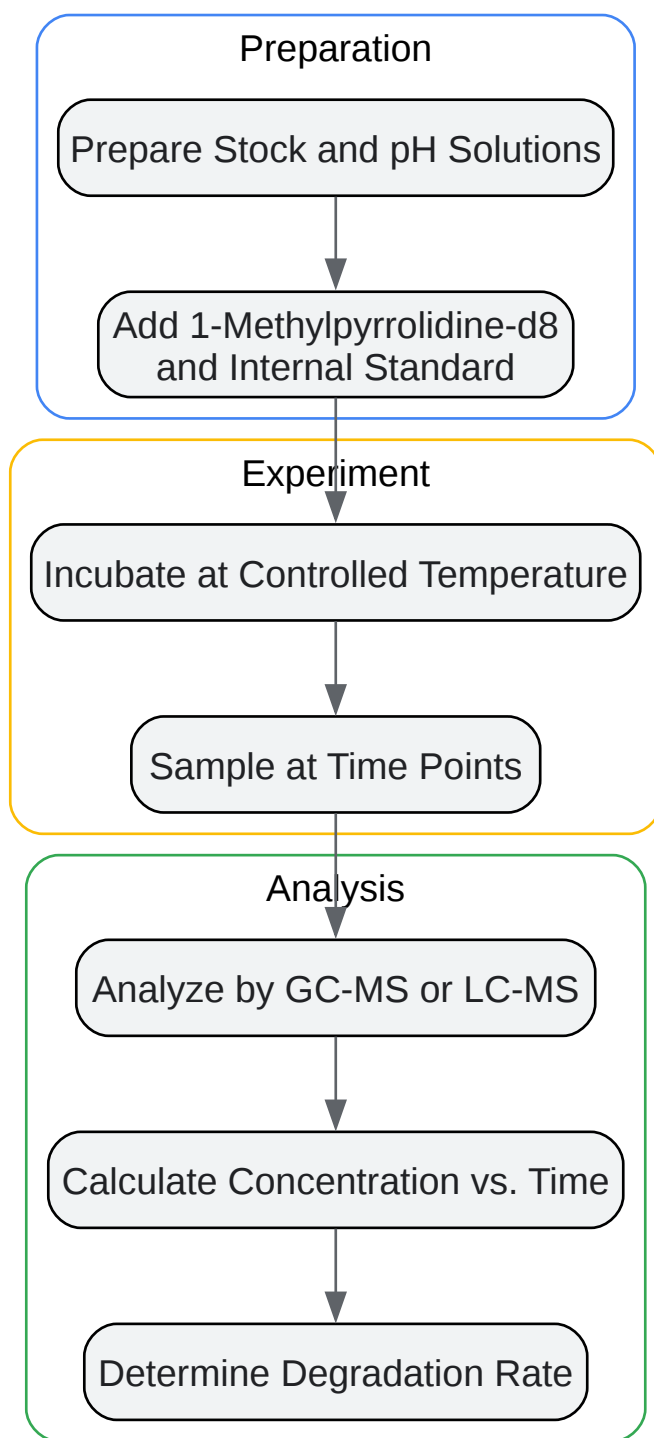 Preparation
Prepare Stock and pH Solutions
Add 1-Methylpyrrolidine-d8
and Internal Standard
Experiment
Incubate at Controlled Temperature
Sample at Time Points
Analysis
Analyze by GC-MS or LC-MS
Calculate Concentration vs. Time
Determine Degradation Rate